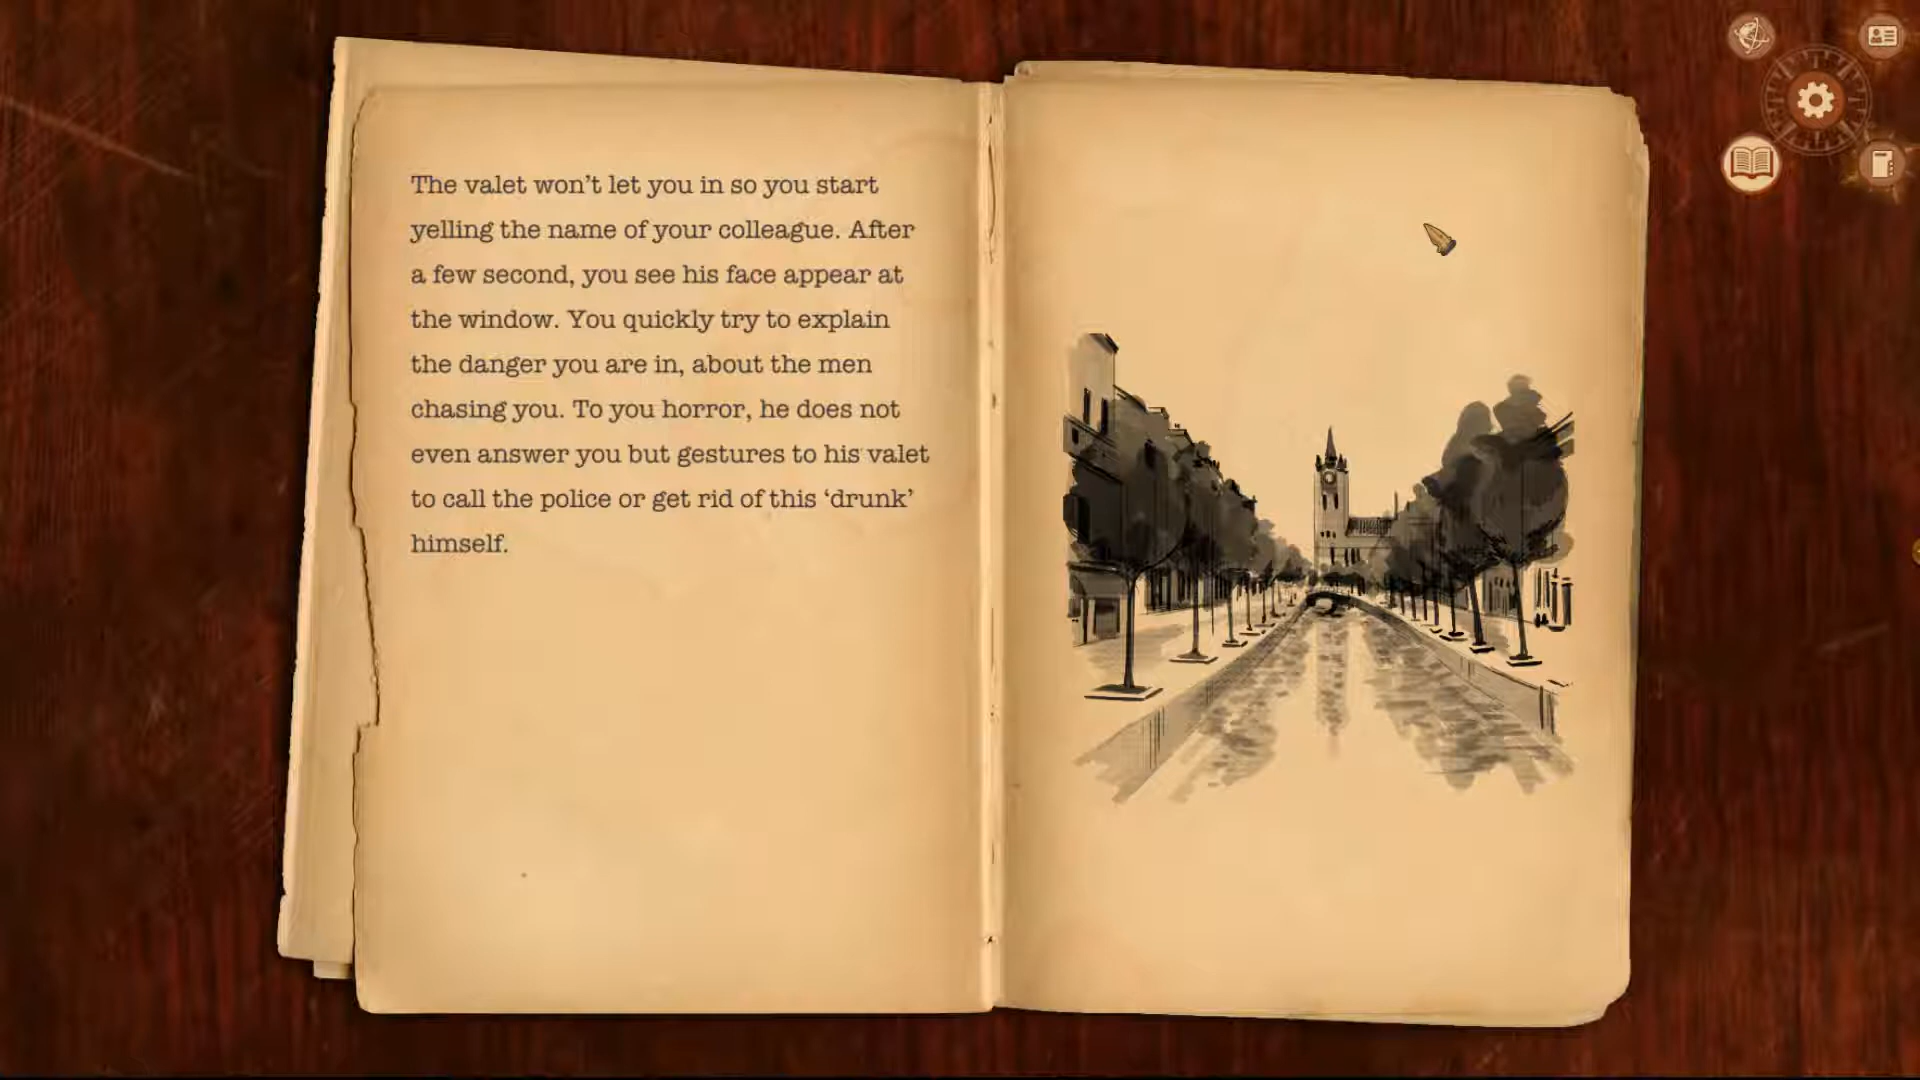 The valet won’t let you in so you start
yelling the name of your colleague. After
a few second, you see his face appear at
the window. You quickly try to explain
the danger you are in, about the men
chasing you. To you horror, he does not
even answer you but gestures to his valet
to call the police or get rid of this ‘drunk’
himself.